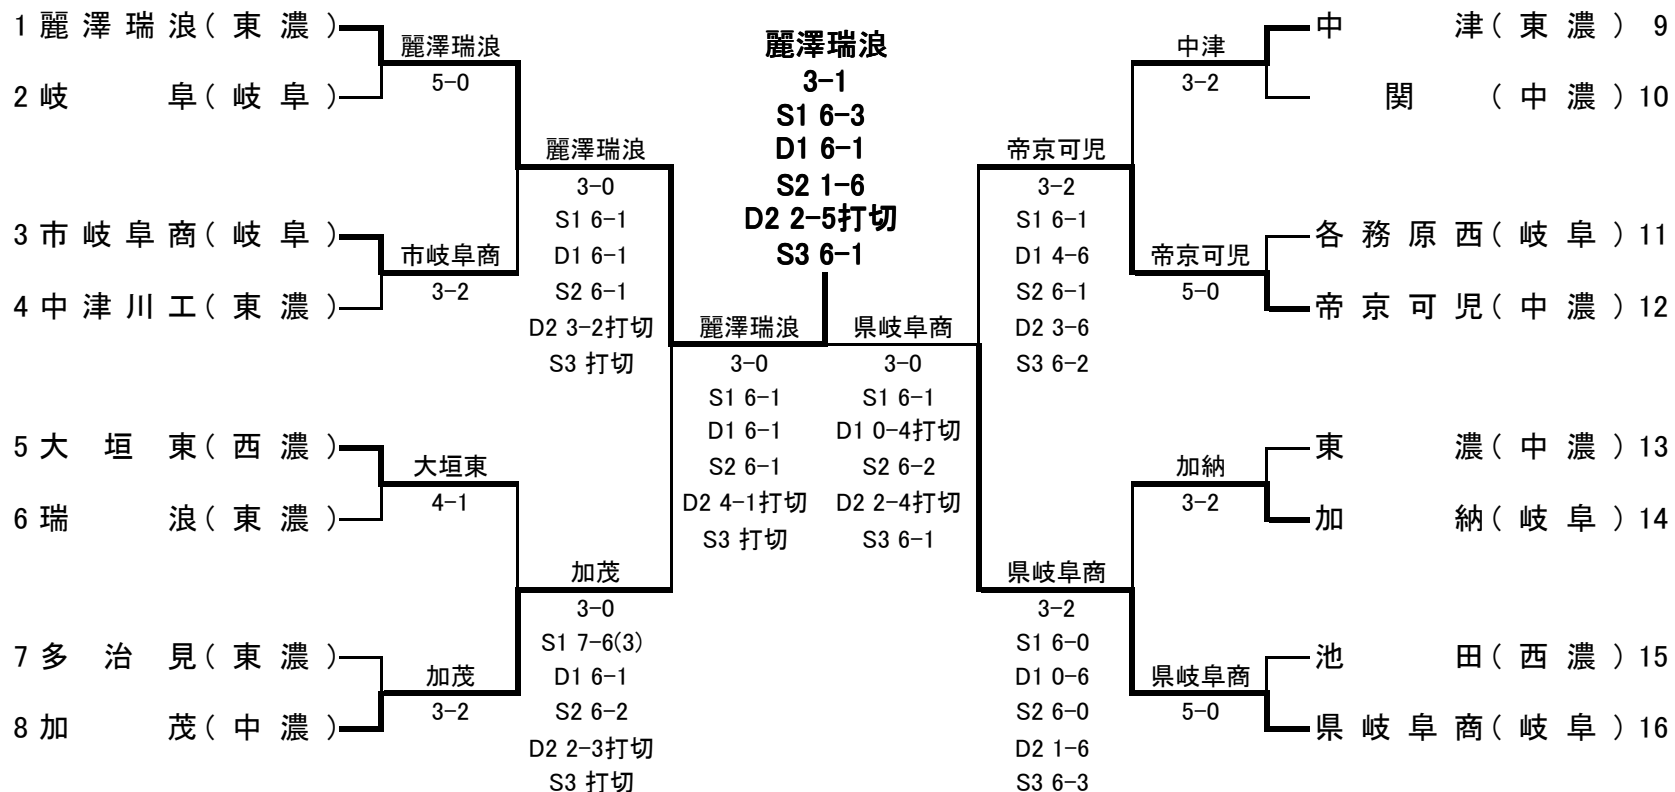 1 麗澤瑞浪(東濃)
麗澤瑞浪
5-0
2 岐阜(岐阜)
麗澤瑞浪
3-0
S1 6-1
D1 6-1
S2 6-1
D2 3-2打切
S3 打切
3 市岐阜商(岐阜)
市岐阜商
3-2
4 中津川工(東濃)
麗澤瑞浪
3-0
S1 6-1
D1 6-1
S2 6-1
D2 4-1打切
S3 打切
5 大垣東(西濃)
大垣東
4-1
6 瑞浪(東濃)
加茂
3-0
S1 7-6(3)
D1 6-1
S2 6-2
D2 2-3打切
S3 打切
7 多治見(東濃)
加茂
3-2
8 加茂(中濃)
麗澤瑞浪
3-1
S1 6-3
D1 6-1
S2 1-6
D2 2-5打切
S3 6-1
中津(東濃) 9
中津
3-2
関(中濃) 10
帝京可児
3-2
S1 6-1
D1 4-6
S2 6-1
D2 3-6
S3 6-2
各務原西(岐阜) 11
帝京可児
5-0
帝京可児(中濃) 12
県岐阜商
3-0
S1 6-1
D1 0-4打切
S2 6-2
D2 2-4打切
S3 6-1
東濃(中濃) 13
加納
3-2
加納(岐阜) 14
県岐阜商
3-2
S1 6-0
D1 0-6
S2 6-0
D2 1-6
S3 6-3
池田(西濃) 15
県岐阜商
5-0
県岐阜商(岐阜) 16